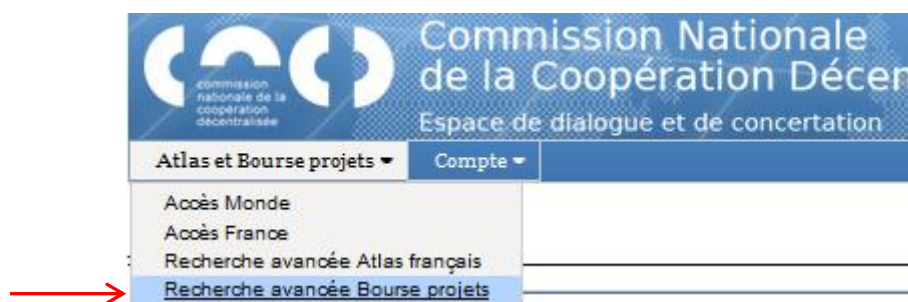 Commission Nationale
de la Coopération Décen
Espace de dialogue et de concertation
commission
nationale de la
coopération
décentralisée
Atlas et Bourse projets Compte
Accès Monde
Accès France
Recherche avancée Atlas français
Recherche avancée Bourse projets